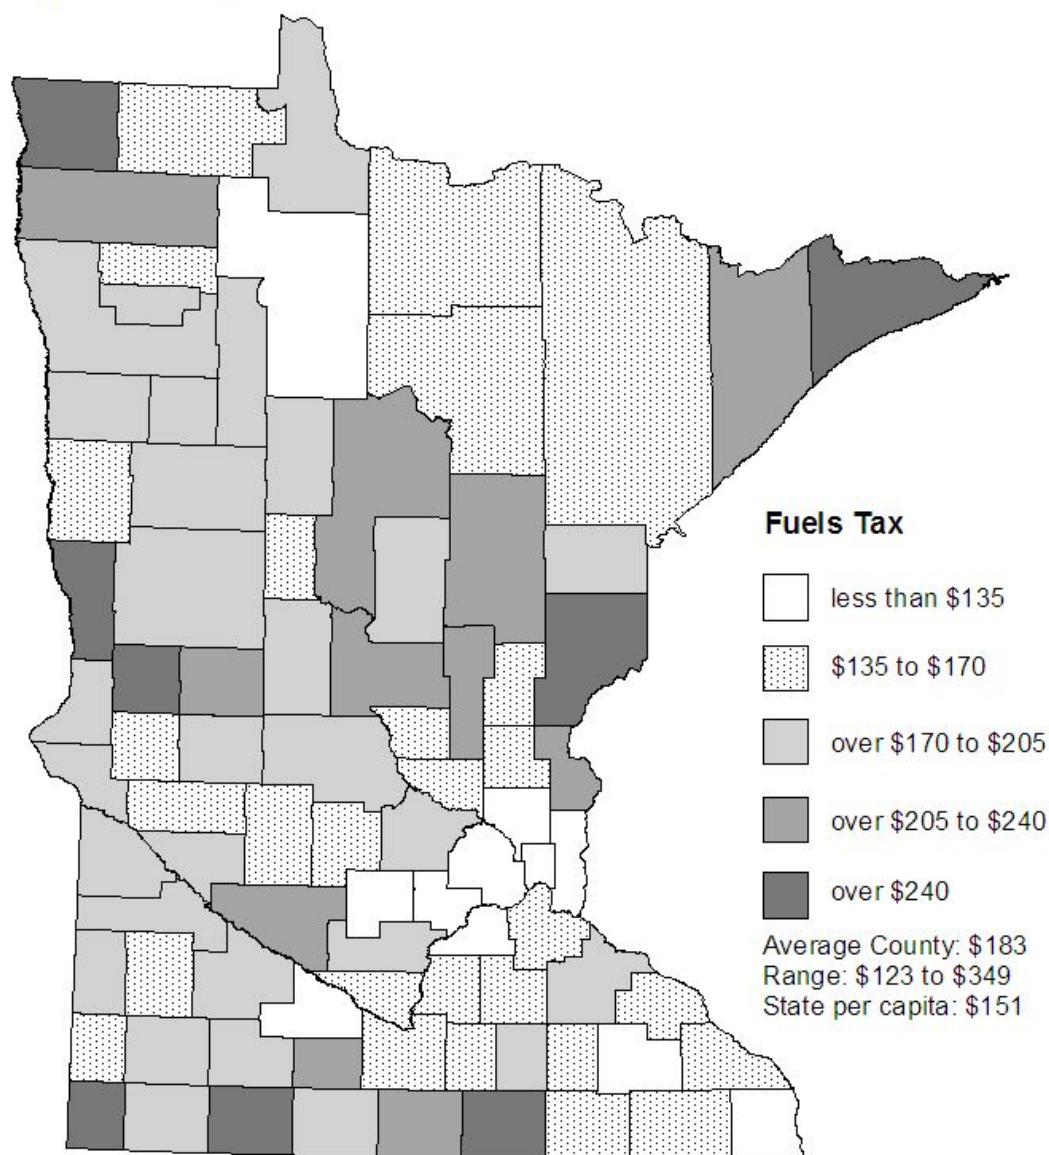 Fuels Tax
less than $135
$135 to $170
over $170 to $205
over $205 to $240
over $240
Average County: $183
Range: $123 to $349
State per capita: $151